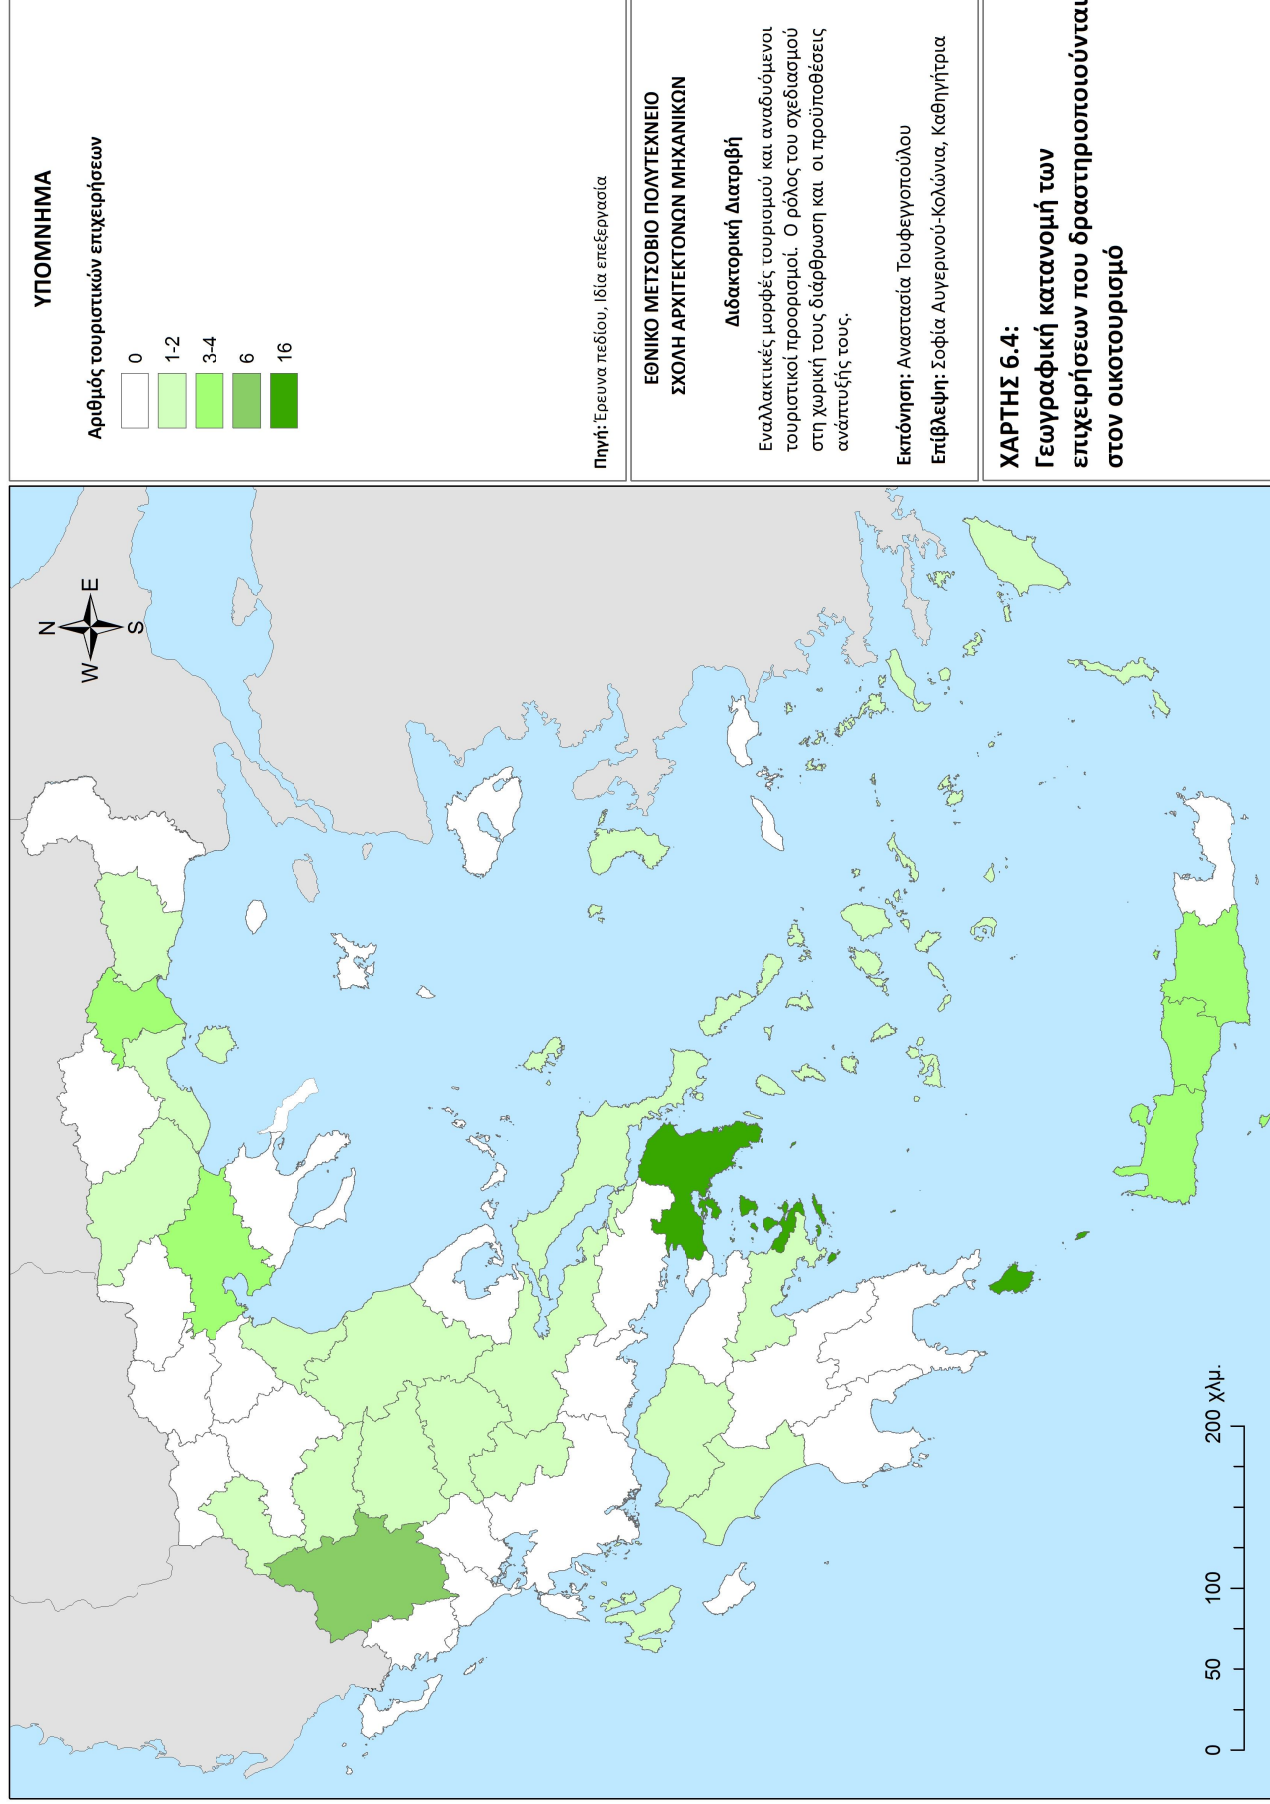 N
W
E
S
0
50
100
200 χλμ.
ΥΠΟΜΝΗΜΑ
Αριθμός τουριστικών επιχειρήσεων
0
1-2
3-4
6
16
Πηγή: Έρευνα πεδίου, Ιδία επεξεργασία
ΕΘΝΙΚΟ ΜΕΤΣΟΒΙΟ ΠΟΛΥΤΕΧΝΕΙΟ
ΣΧΟΛΗ ΑΡΧΙΤΕΚΤΟΝΩΝ ΜΗΧΑΝΙΚΩΝ
Διδακτορική Διατριβή
Εναλλακτικές μορφές τουρισμού και αναδυόμενοι
τουριστικοί προορισμοί. Ο ρόλος του σχεδιασμού
στη χωρική τους διάρθρωση και οι προϋποθέσεις
ανάπτυξής τους.
Εκπόνηση: Αναστασία Τουφεγγοπούλου
Επίβλεψη: Σοφία Αυγερινού-Κολώνια, Καθηγήτρια
ΧΑΡΤΗΣ 6.4:
Γεωγραφική κατανομή των
επιχειρήσεων που δραστηριοποιούνται
στον οικοτουρισμό